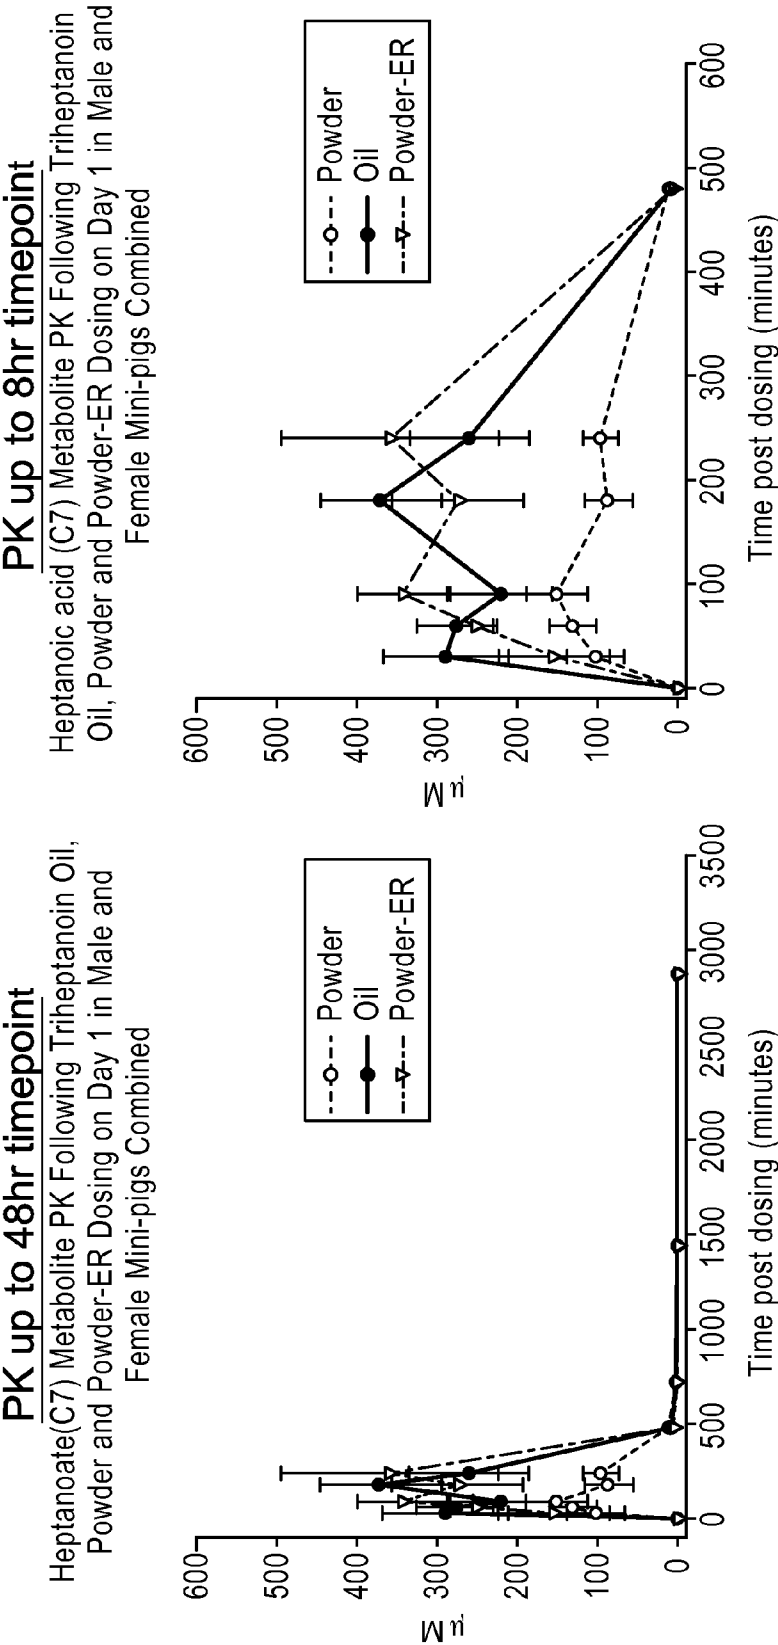 PK up to 48hr timepoint
Heptanoate(C7) Metabolite PK Following Triheptanoin Oil,
Powder and Powder-ER Dosing on Day 1 in Male and
Female Mini-pigs Combined
Powder
Oil
Powder-ER
600
500
400
300
200
100
0
μM
0
500
1000
1500
2000
2500
3000
3500
Time post dosing (minutes)
PK up to 8hr timepoint
Heptanoic acid (C7) Metabolite PK Following Triheptanoin
Oil, Powder and Powder-ER Dosing on Day 1 in Male and
Female Mini-pigs Combined
Powder
Oil
Powder-ER
600
500
400
300
200
100
0
μM
0
100
200
300
400
500
600
Time post dosing (minutes)